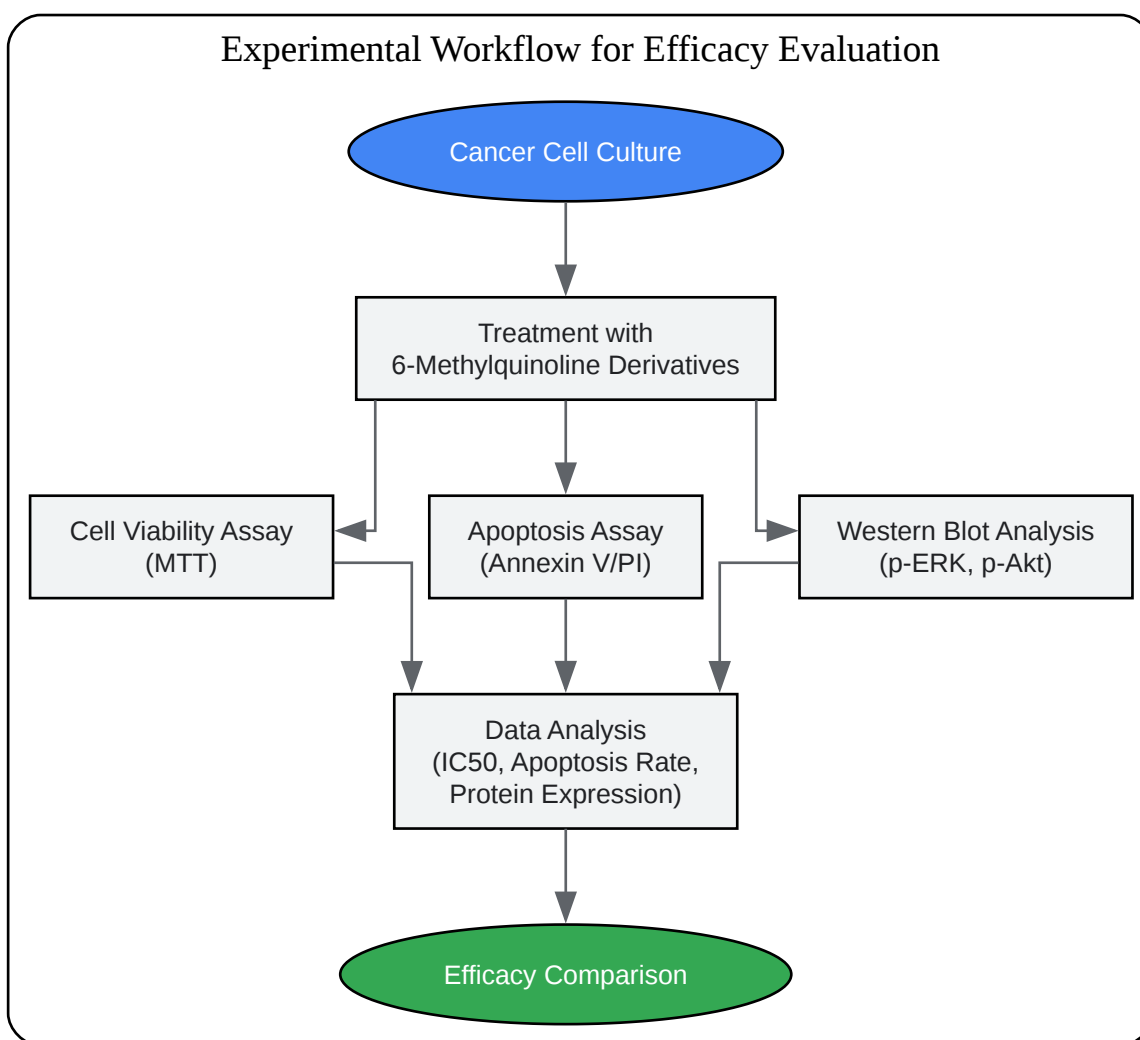 Experimental Workflow for Efficacy Evaluation
Cancer Cell Culture
Treatment with
6-Methylquinoline Derivatives
Cell Viability Assay
(MTT)
Apoptosis Assay
(Annexin V/PI)
Western Blot Analysis
(p-ERK, p-Akt)
Data Analysis
(IC50, Apoptosis Rate,
Protein Expression)
Efficacy Comparison